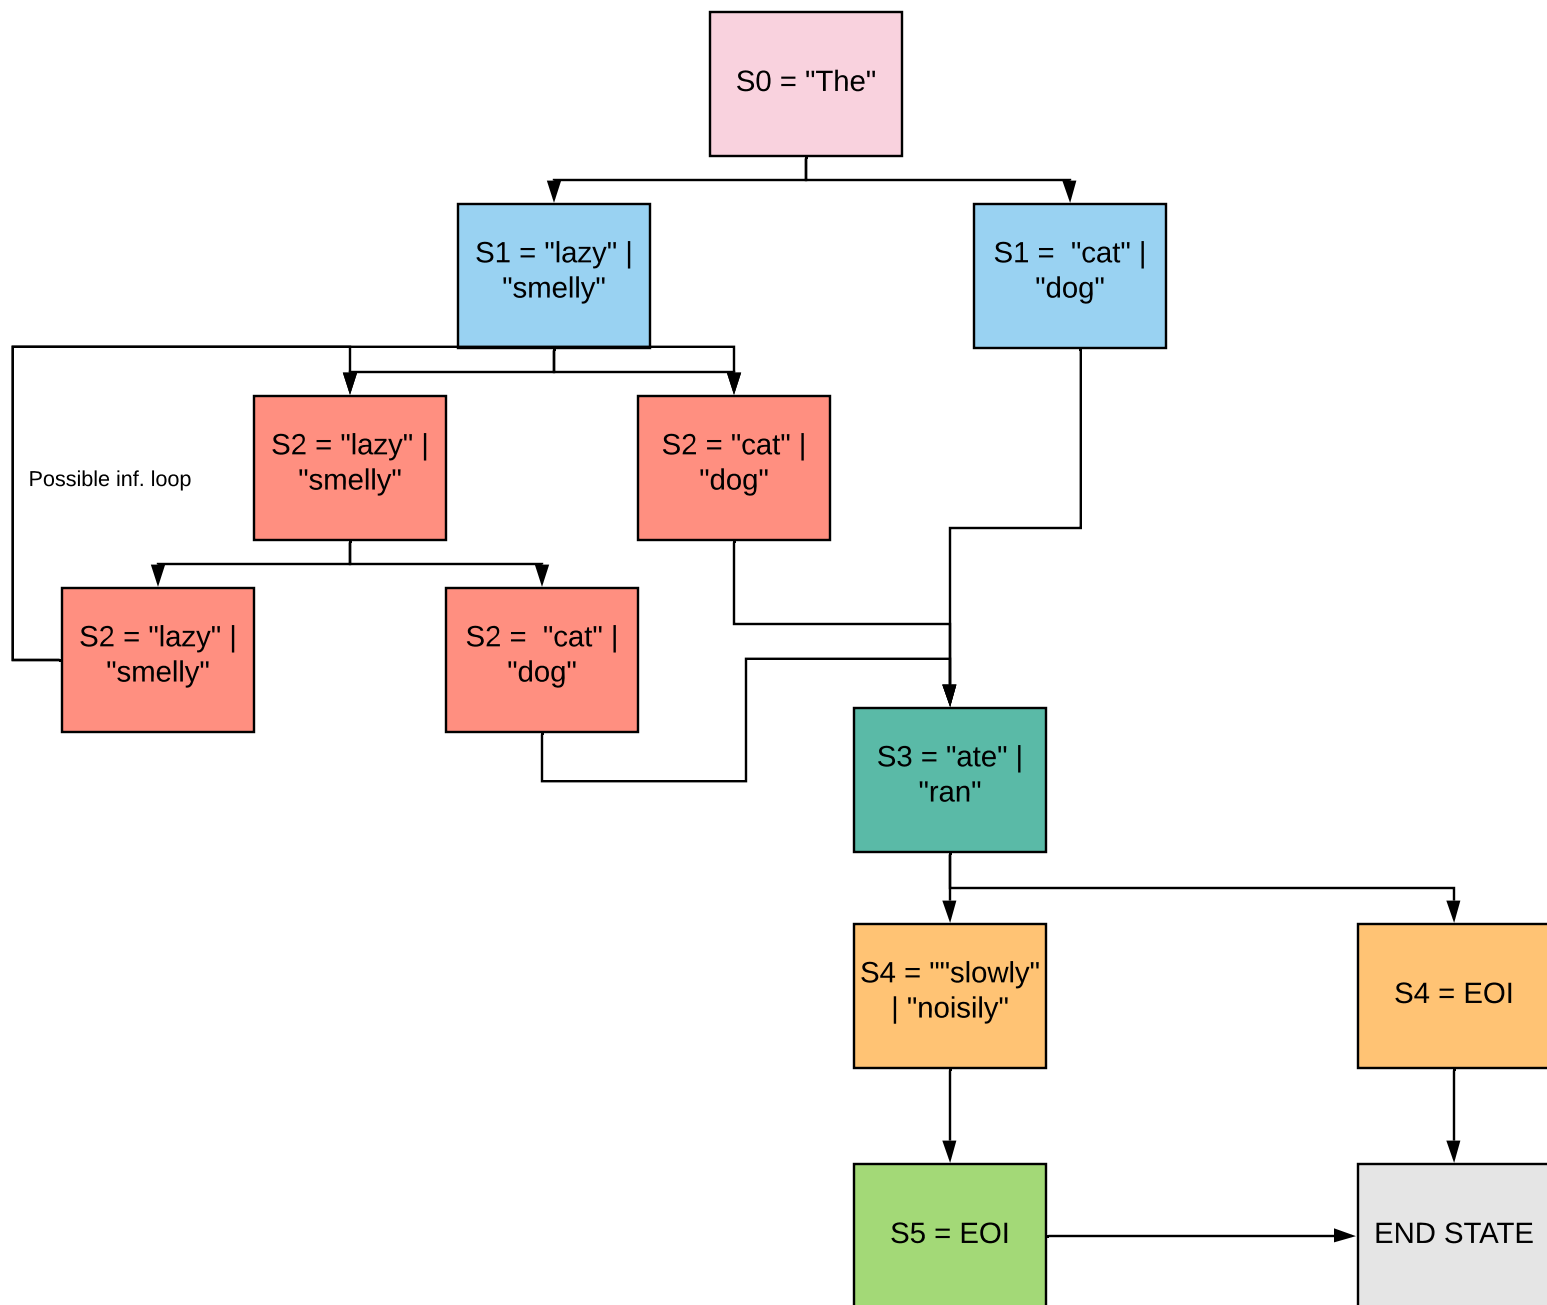 S0 = "The"
S1 = "lazy" |
"smelly"
S1 =  "cat" |
"dog"
S2 = "lazy" |
"smelly"
S2 = "cat" |
"dog"
Possible inf. loop
S2 = "lazy" |
"smelly"
S2 =  "cat" |
"dog"
S3 = "ate" |
"ran"
S4 = ""slowly"
| "noisily"
S4 = EOI
S5 = EOI
END STATE